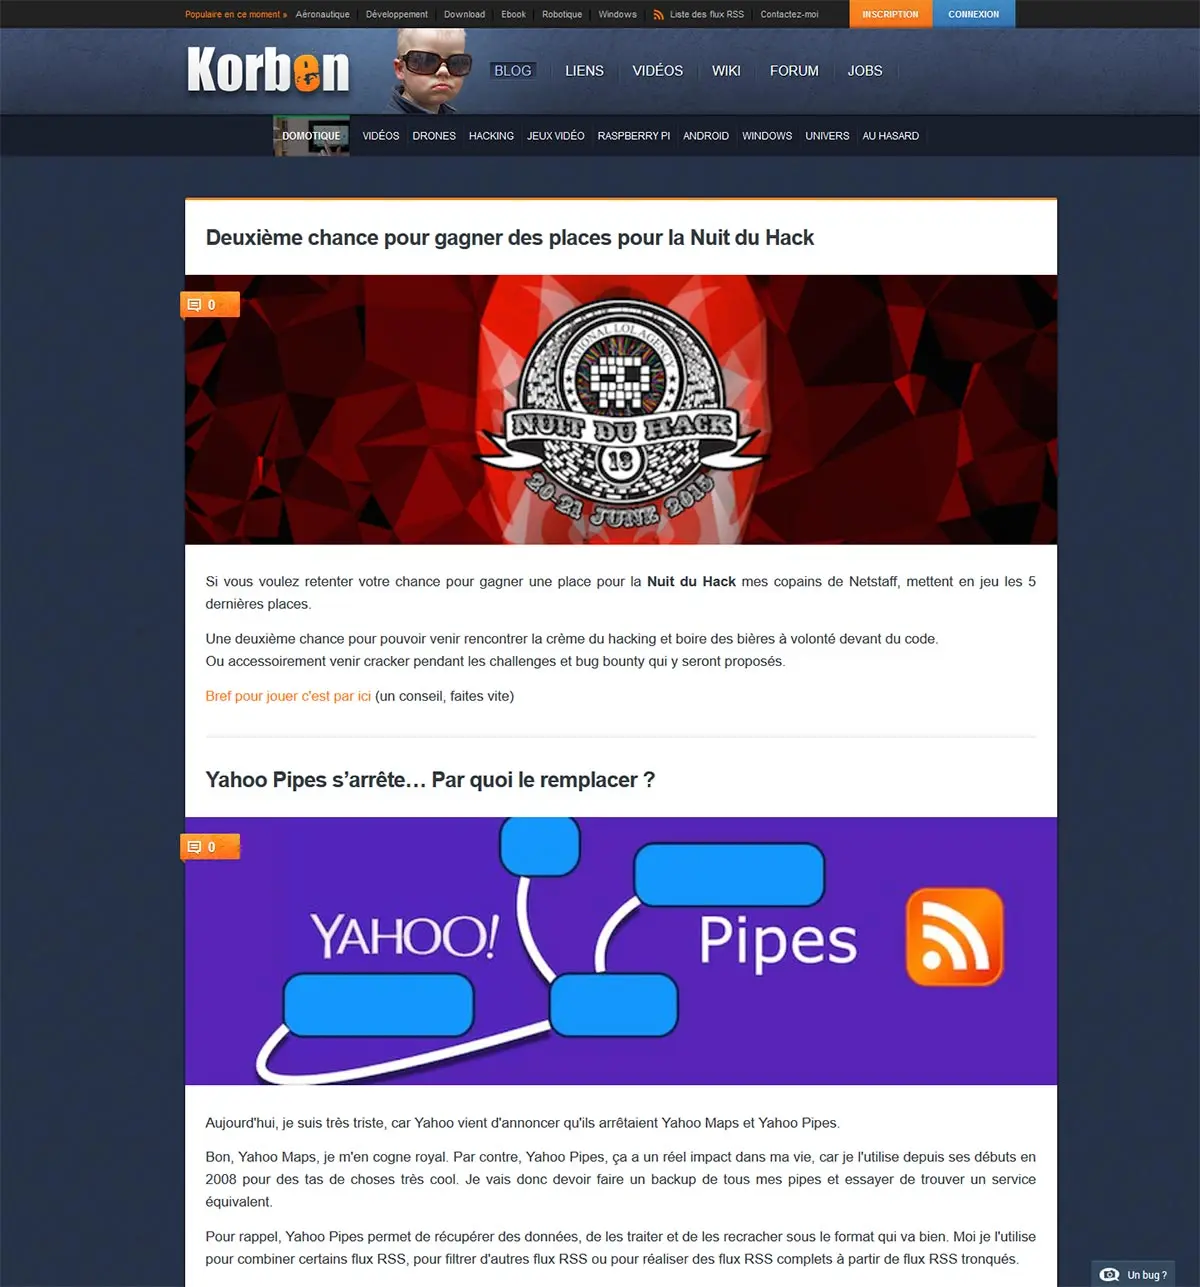 Populaire en ce moment » Aéronautique Développement Download Ebook Robotique Windows Liste des flux RSS Contactez-moi INSCRIPTION CONNEXION
Korben BLOG LIENS VIDÉOS WIKI FORUM JOBS
DOMOTIQUE VIDÉOS DRONES HACKING JEUX VIDÉO RASPBERRY PI ANDROID WINDOWS UNIVERS AU HASARD
Deuxième chance pour gagner des places pour la Nuit du Hack
0
NATIONAL LOL AGENCY
NUIT DU HACK
13
20-21 JUNE 2015
Si vous voulez retenter votre chance pour gagner une place pour la Nuit du Hack mes copains de Netstaff, mettent en jeu les 5
dernières places.
Une deuxième chance pour pouvoir venir rencontrer la crème du hacking et boire des bières à volonté devant du code.
Ou accessoirement venir cracker pendant les challenges et bug bounty qui y seront proposés.
Bref pour jouer c'est par ici (un conseil, faites vite)
Yahoo Pipes s’arrête… Par quoi le remplacer ?
0
YAHOO! Pipes
Aujourd'hui, je suis très triste, car Yahoo vient d'annoncer qu'ils arrêtaient Yahoo Maps et Yahoo Pipes.
Bon, Yahoo Maps, je m'en cogne royal. Par contre, Yahoo Pipes, ça a un réel impact dans ma vie, car je l'utilise depuis ses débuts en
2008 pour des tas de choses très cool. Je vais donc devoir faire un backup de tous mes pipes et essayer de trouver un service
équivalent.
Pour rappel, Yahoo Pipes permet de récupérer des données, de les traiter et de les recracher sous le format qui va bien. Moi je l'utilise
pour combiner certains flux RSS, pour filtrer d'autres flux RSS ou pour réaliser des flux RSS complets à partir de flux RSS tronqués.
Un bug ?